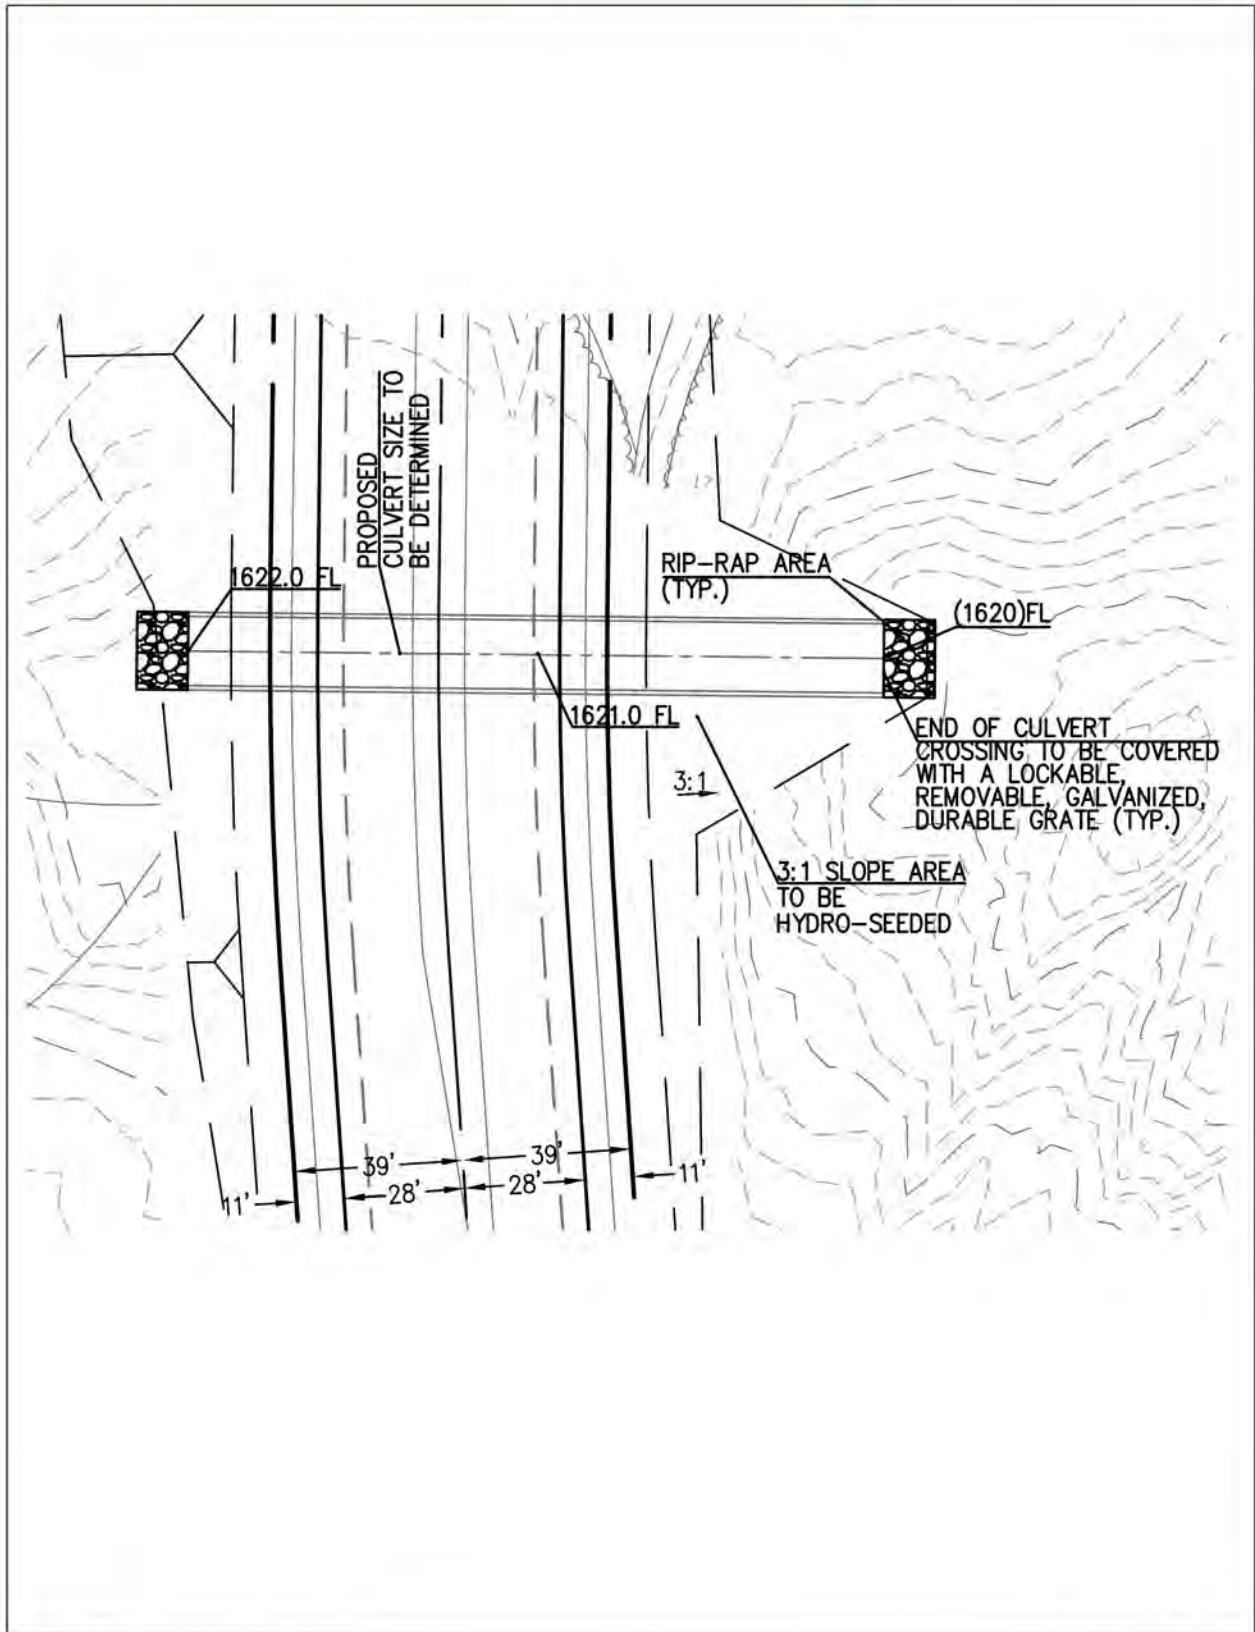 PROPOSED
CULVERT SIZE TO
BE DETERMINED
1622.0 FL
RIP-RAP AREA
(TYP.)
(1620)FL
1621.0 FL
END OF CULVERT
CROSSING TO BE COVERED
WITH A LOCKABLE,
REMOVABLE, GALVANIZED,
DURABLE GRATE (TYP.)
3:1
3:1 SLOPE AREA
TO BE
HYDRO-SEEDED
39'
39'
11'
28'
28'
11'